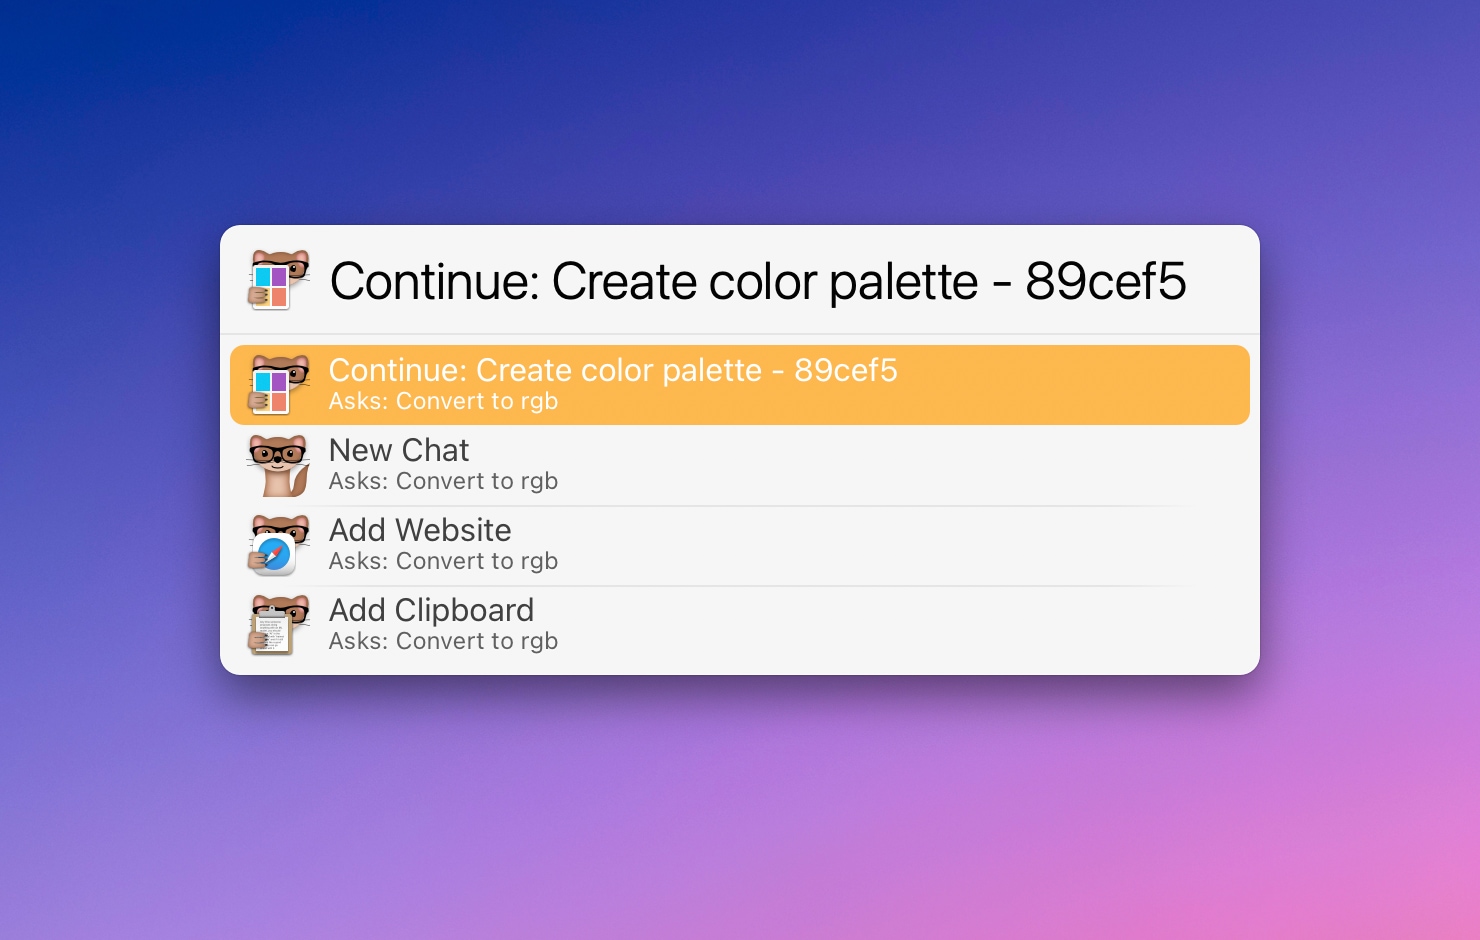 Continue: Create color palette - 89cef5
Continue: Create color palette - 89cef5
Asks: Convert to rgb
New Chat
Asks: Convert to rgb
Add Website
Asks: Convert to rgb
Add Clipboard
Asks: Convert to rgb